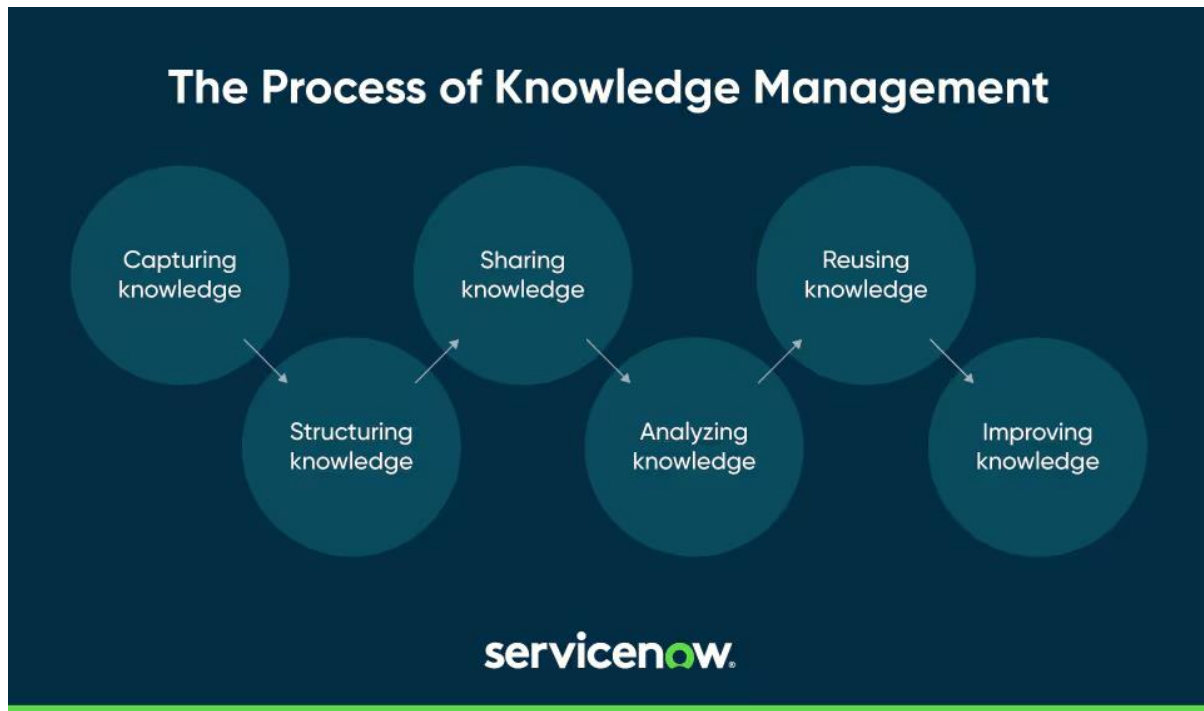 The Process of Knowledge Management
Capturing
knowledge
Structuring
knowledge
Sharing
knowledge
Analyzing
knowledge
Reusing
knowledge
Improving
knowledge
servicenow®